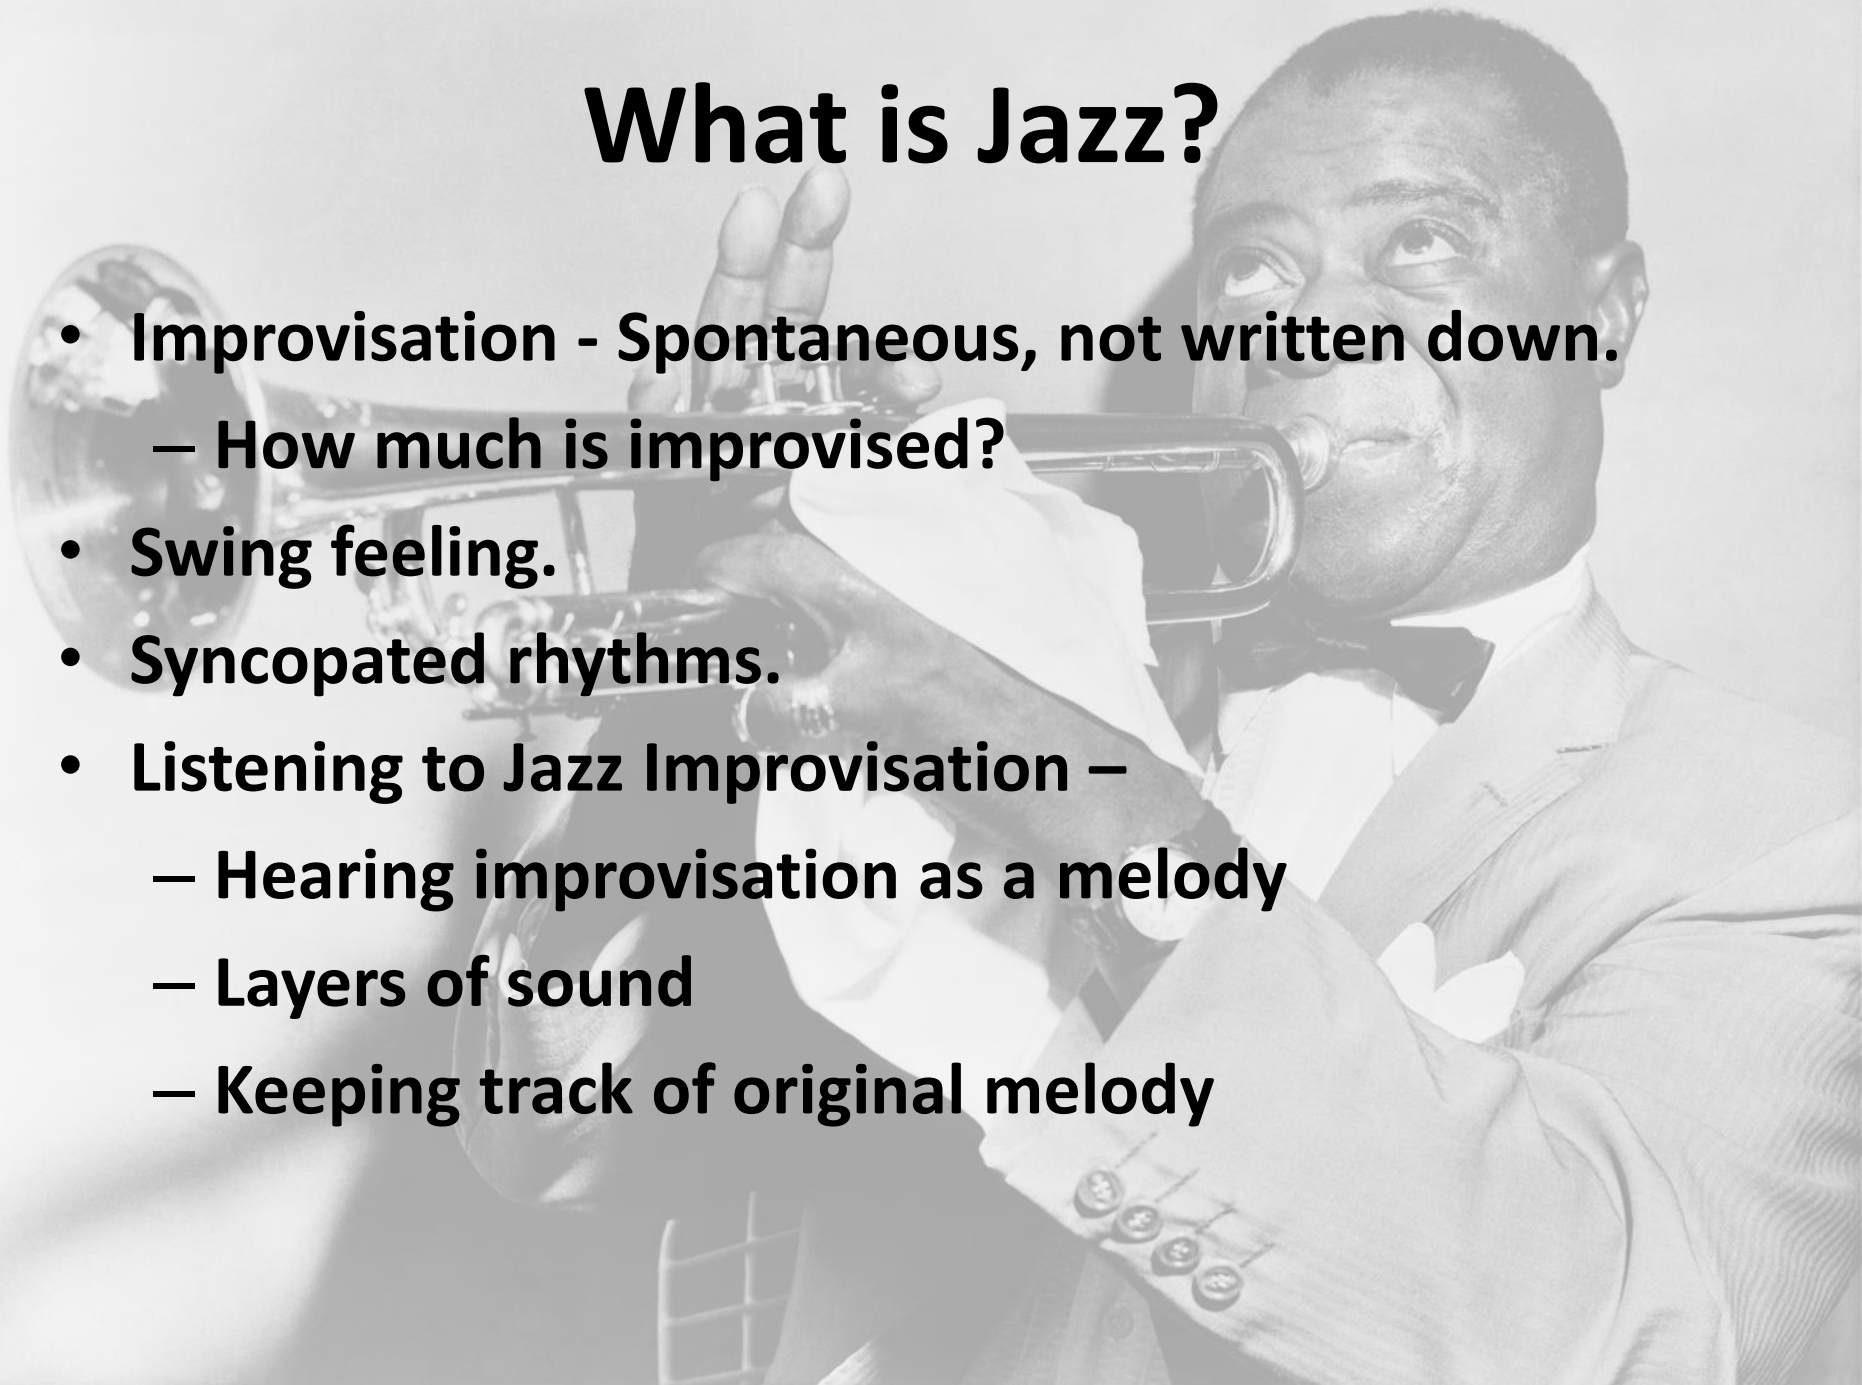 What is Jazz?
• Improvisation - Spontaneous, not written down.
– How much is improvised?
• Swing feeling.
• Syncopated rhythms.
• Listening to Jazz Improvisation –
– Hearing improvisation as a melody
– Layers of sound
– Keeping track of original melody